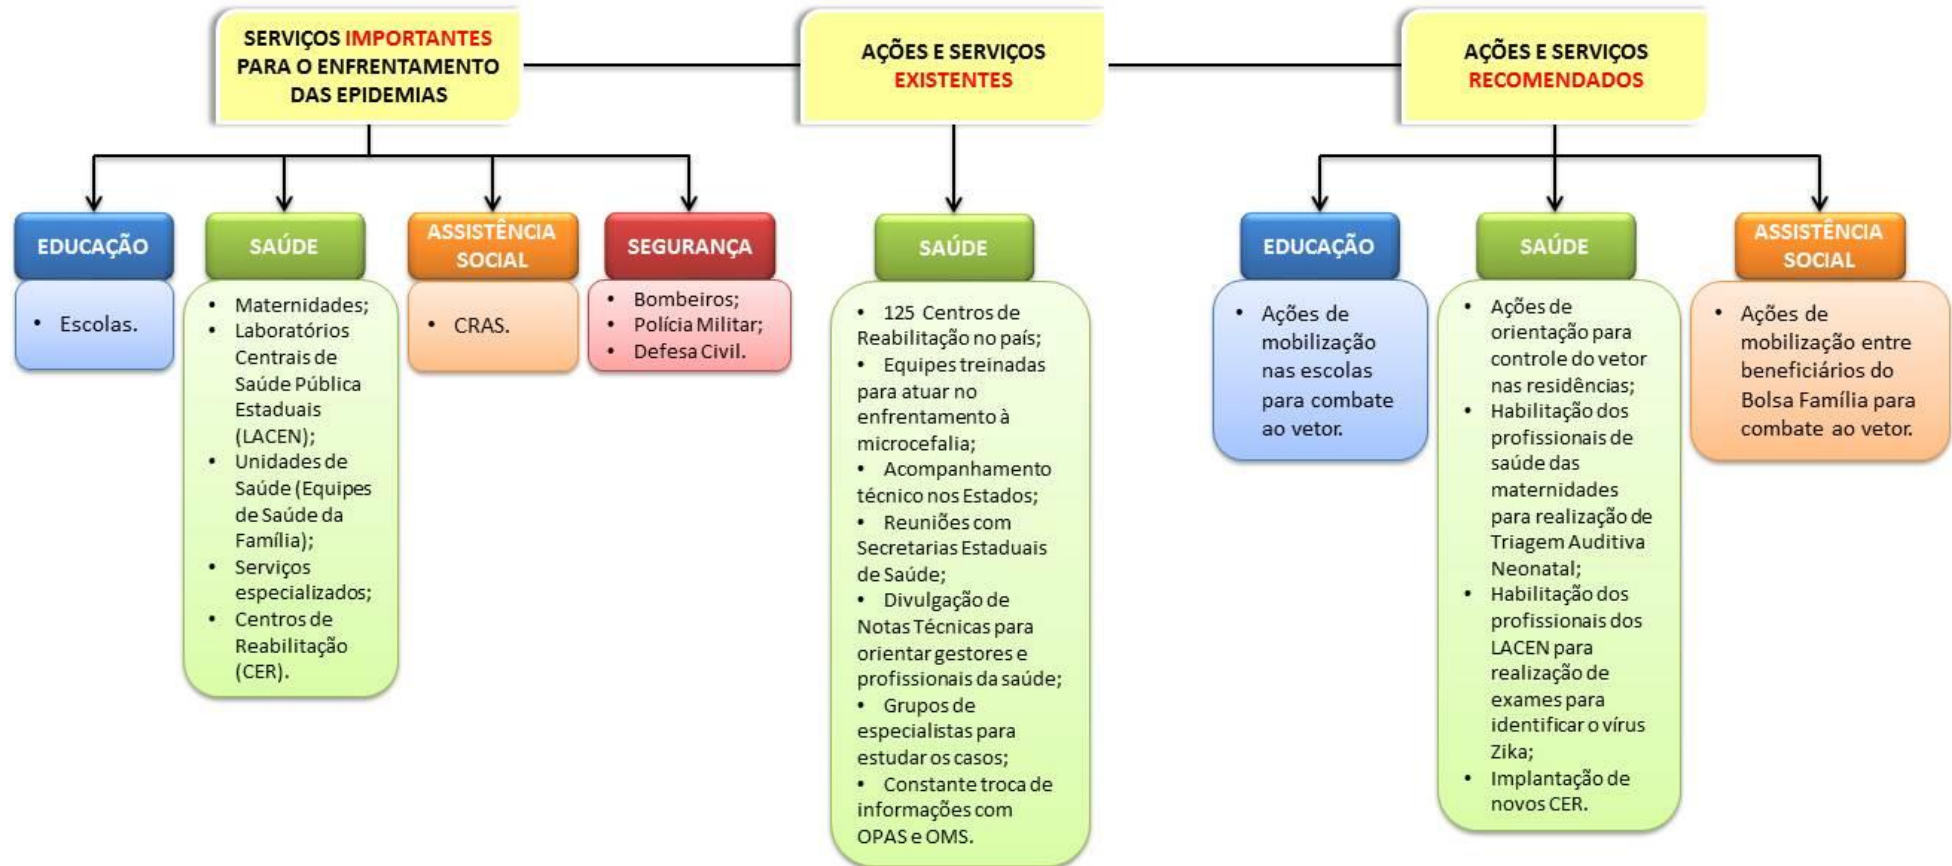 SERVIÇOS IMPORTANTES
PARA O ENFRENTAMENTO
DAS EPIDEMIAS
AÇÕES E SERVIÇOS
EXISTENTES
AÇÕES E SERVIÇOS
RECOMENDADOS
EDUCAÇÃO
• Escolas.
SAÚDE
• Maternidades;
• Laboratórios
Centrais de
Saúde Pública
Estaduais
(LACEN);
• Unidades de
Saúde (Equipes
de Saúde da
Família);
• Serviços
especializados;
• Centros de
Reabilitação
(CER).
ASSISTÊNCIA
SOCIAL
• CRAS.
SEGURANÇA
• Bombeiros;
• Polícia Militar;
• Defesa Civil.
SAÚDE
• 125 Centros de
Reabilitação no país;
• Equipes treinadas
para atuar no
enfrentamento à
microcefalia;
• Acompanhamento
técnico nos Estados;
• Reuniões com
Secretarias Estaduais
de Saúde;
• Divulgação de
Notas Técnicas para
orientar gestores e
profissionais da saúde;
• Grupos de
especialistas para
estudar os casos;
• Constante troca de
informações com
OPAS e OMS.
EDUCAÇÃO
• Ações de
mobilização
nas escolas
para combate
ao vetor.
SAÚDE
• Ações de
orientação para
controle do vetor
nas residências;
• Habilitação dos
profissionais de
saúde das
maternidades
para realização de
Triagem Auditiva
Neonatal;
• Habilitação dos
profissionais dos
LACEN para
realização de
exames para
identificar o vírus
Zika;
• Implantação de
novos CER.
ASSISTÊNCIA
SOCIAL
• Ações de
mobilização entre
beneficiários do
Bolsa Família para
combate ao vetor.